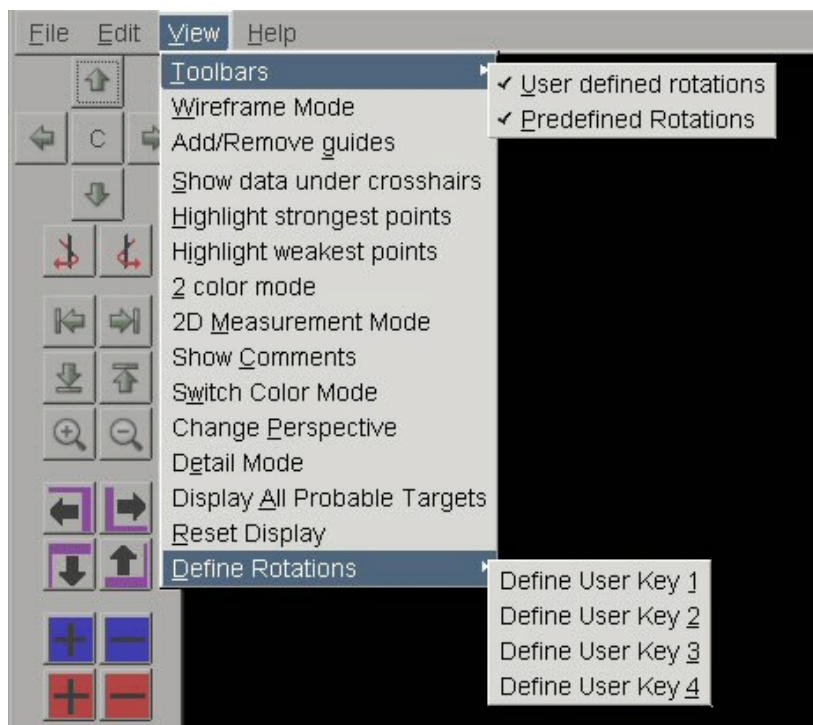 File Edit View Help
C
Toolbars
User defined rotations
Predefined Rotations
Wireframe Mode
Add/Remove guides
Show data under crosshairs
Highlight strongest points
Highlight weakest points
2 color mode
2D Measurement Mode
Show Comments
Switch Color Mode
Change Perspective
Detail Mode
Display All Probable Targets
Reset Display
Define Rotations
Define User Key 1
Define User Key 2
Define User Key 3
Define User Key 4